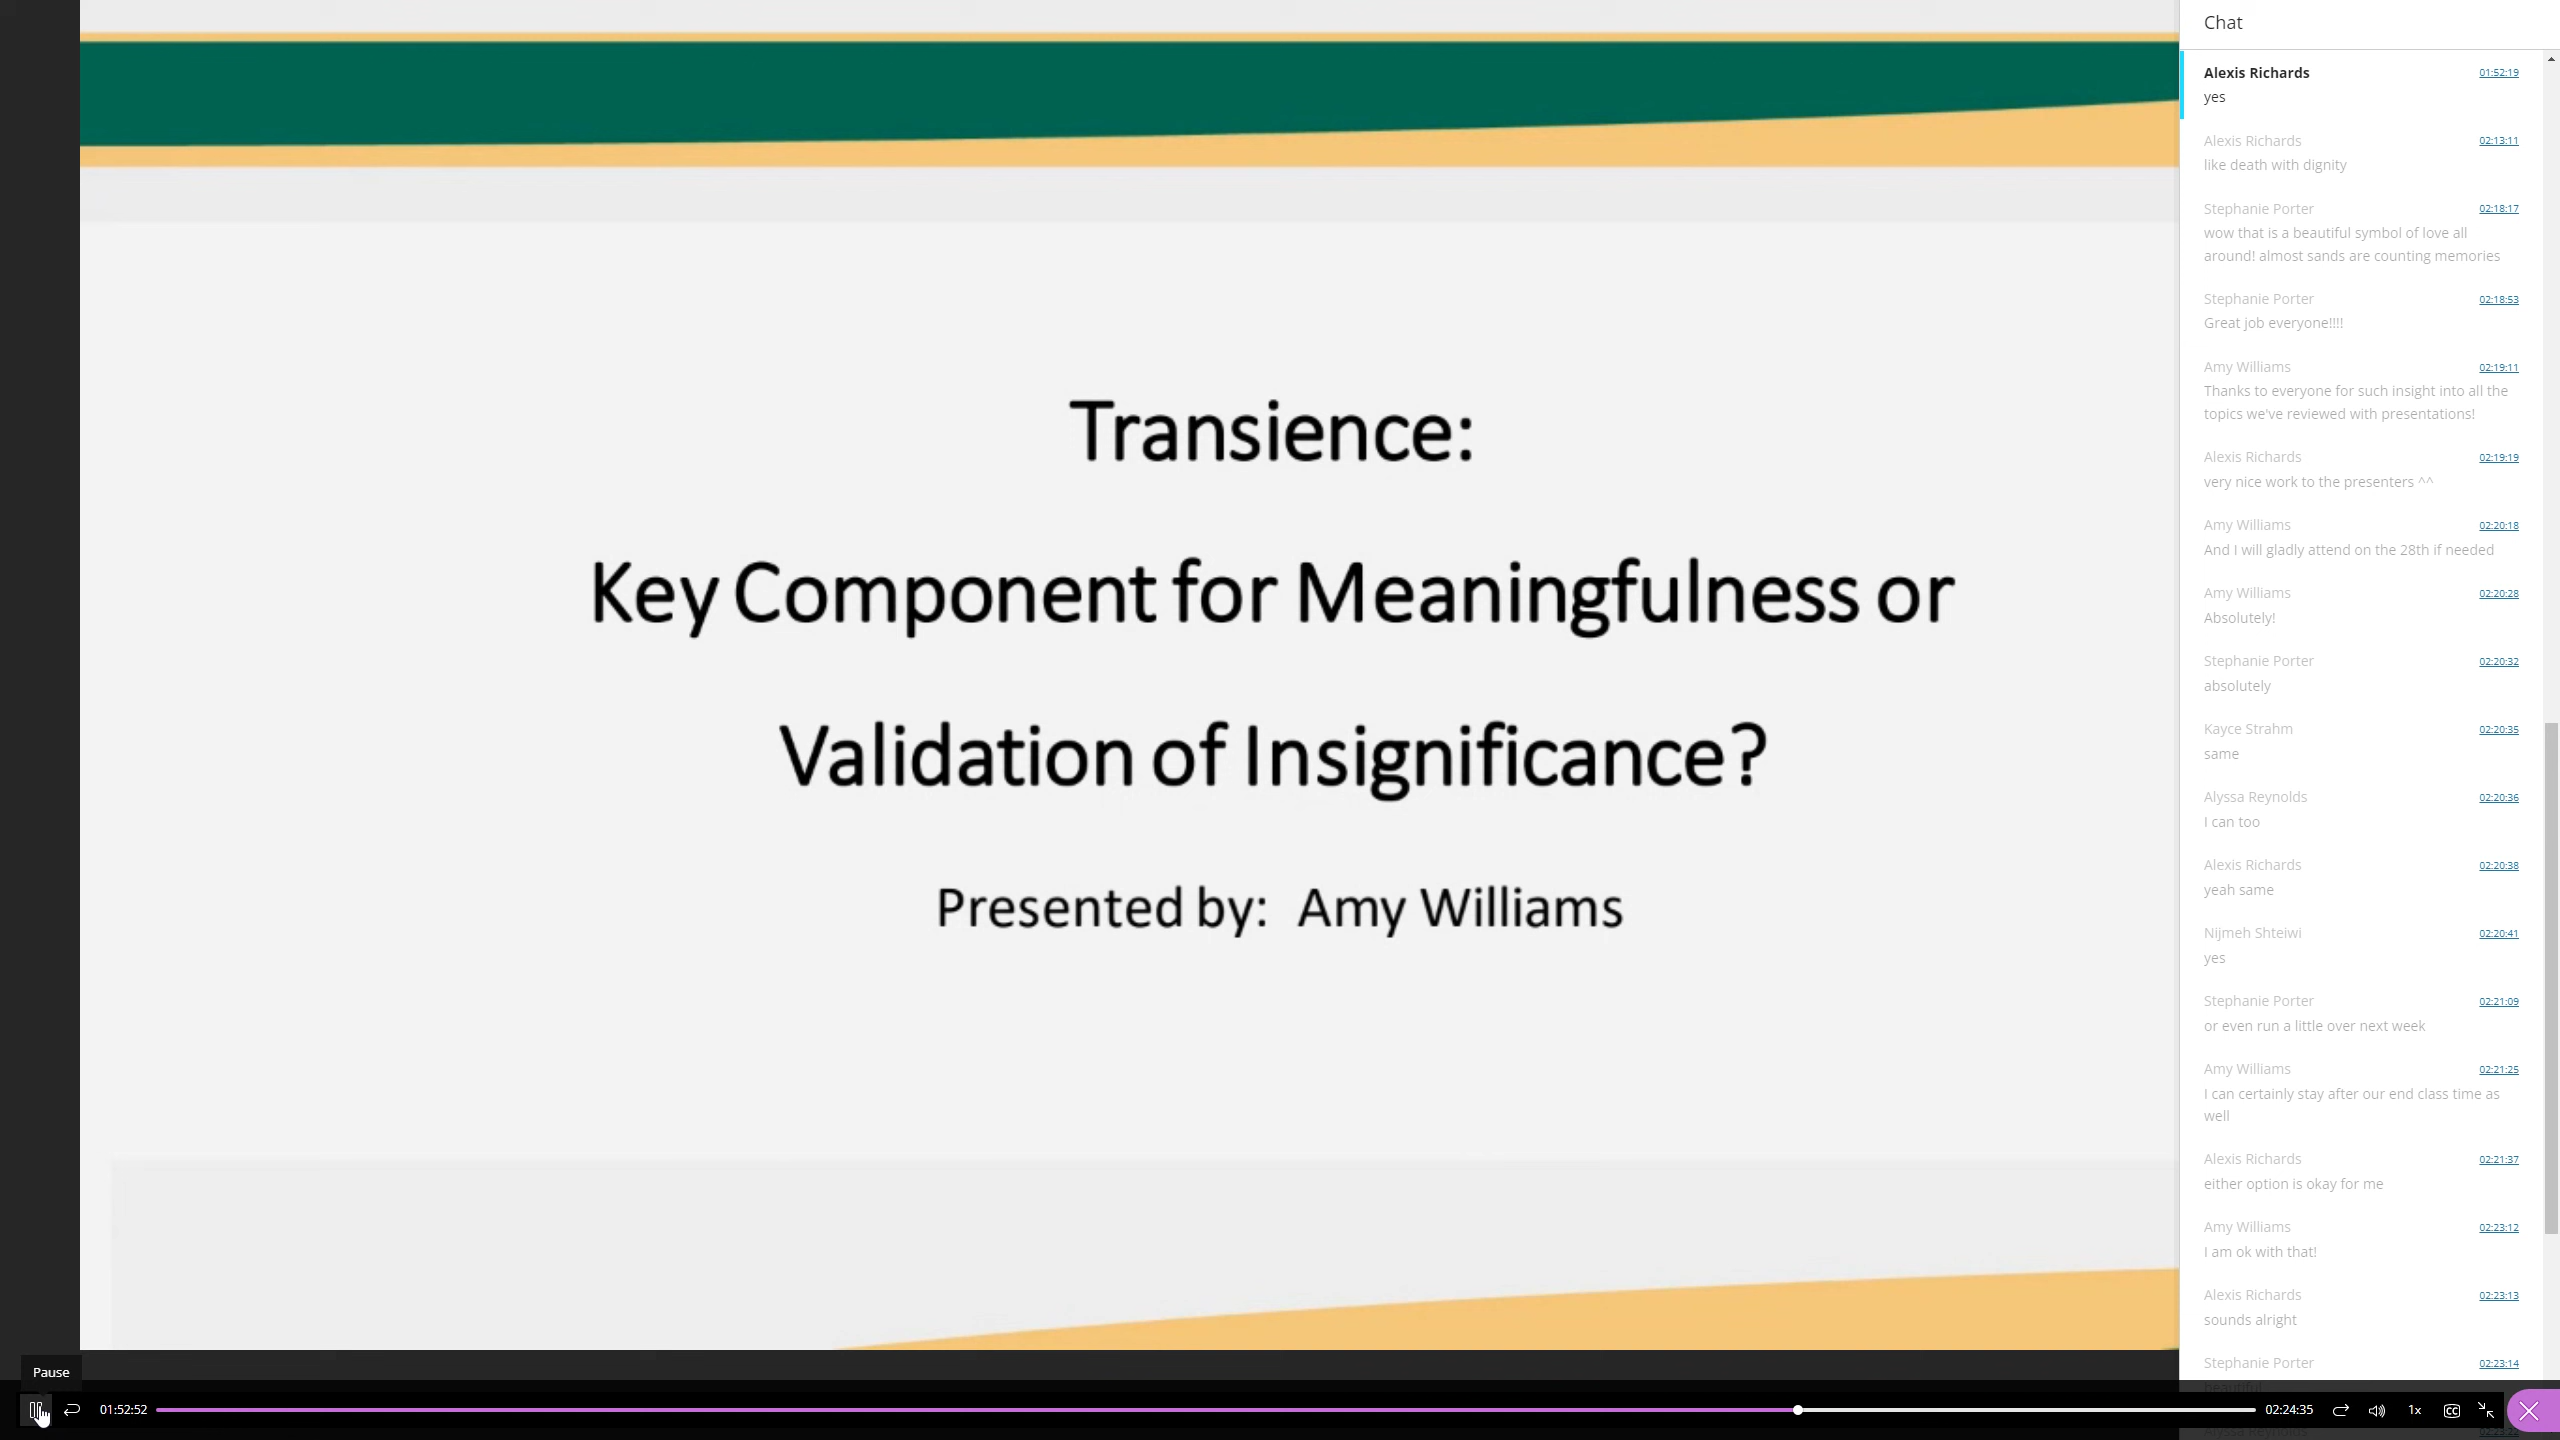 Chat
Alexis Richards 01:52:19
yes
Alexis Richards 02:13:11
like death with dignity
Stephanie Porter 02:18:17
wow that is a beautiful symbol of love all
around! almost sands are counting memories
Stephanie Porter 02:18:53
Great job everyone!!!!
Amy Williams 02:19:11
Thanks to everyone for such insight into all the
topics we've reviewed with presentations!
Alexis Richards 02:19:19
very nice work to the presenters ^^
Amy Williams 02:20:18
And I will gladly attend on the 28th if needed
Amy Williams 02:20:28
Absolutely!
Stephanie Porter 02:20:32
absolutely
Kayce Strahm 02:20:35
same
Alyssa Reynolds 02:20:36
I can too
Alexis Richards 02:20:38
yeah same
Nijmeh Shteiwi 02:20:41
yes
Stephanie Porter 02:21:09
or even run a little over next week
Amy Williams 02:21:25
I can certainly stay after our end class time as
well
Alexis Richards 02:21:37
either option is okay for me
Amy Williams 02:23:12
I am ok with that!
Alexis Richards 02:23:13
sounds alright
Stephanie Porter 02:23:14
Transience:
Key Component for Meaningfulness or
Validation of Insignificance?
Presented by: Amy Williams
Pause
01:52:52
02:24:35
1x
CC